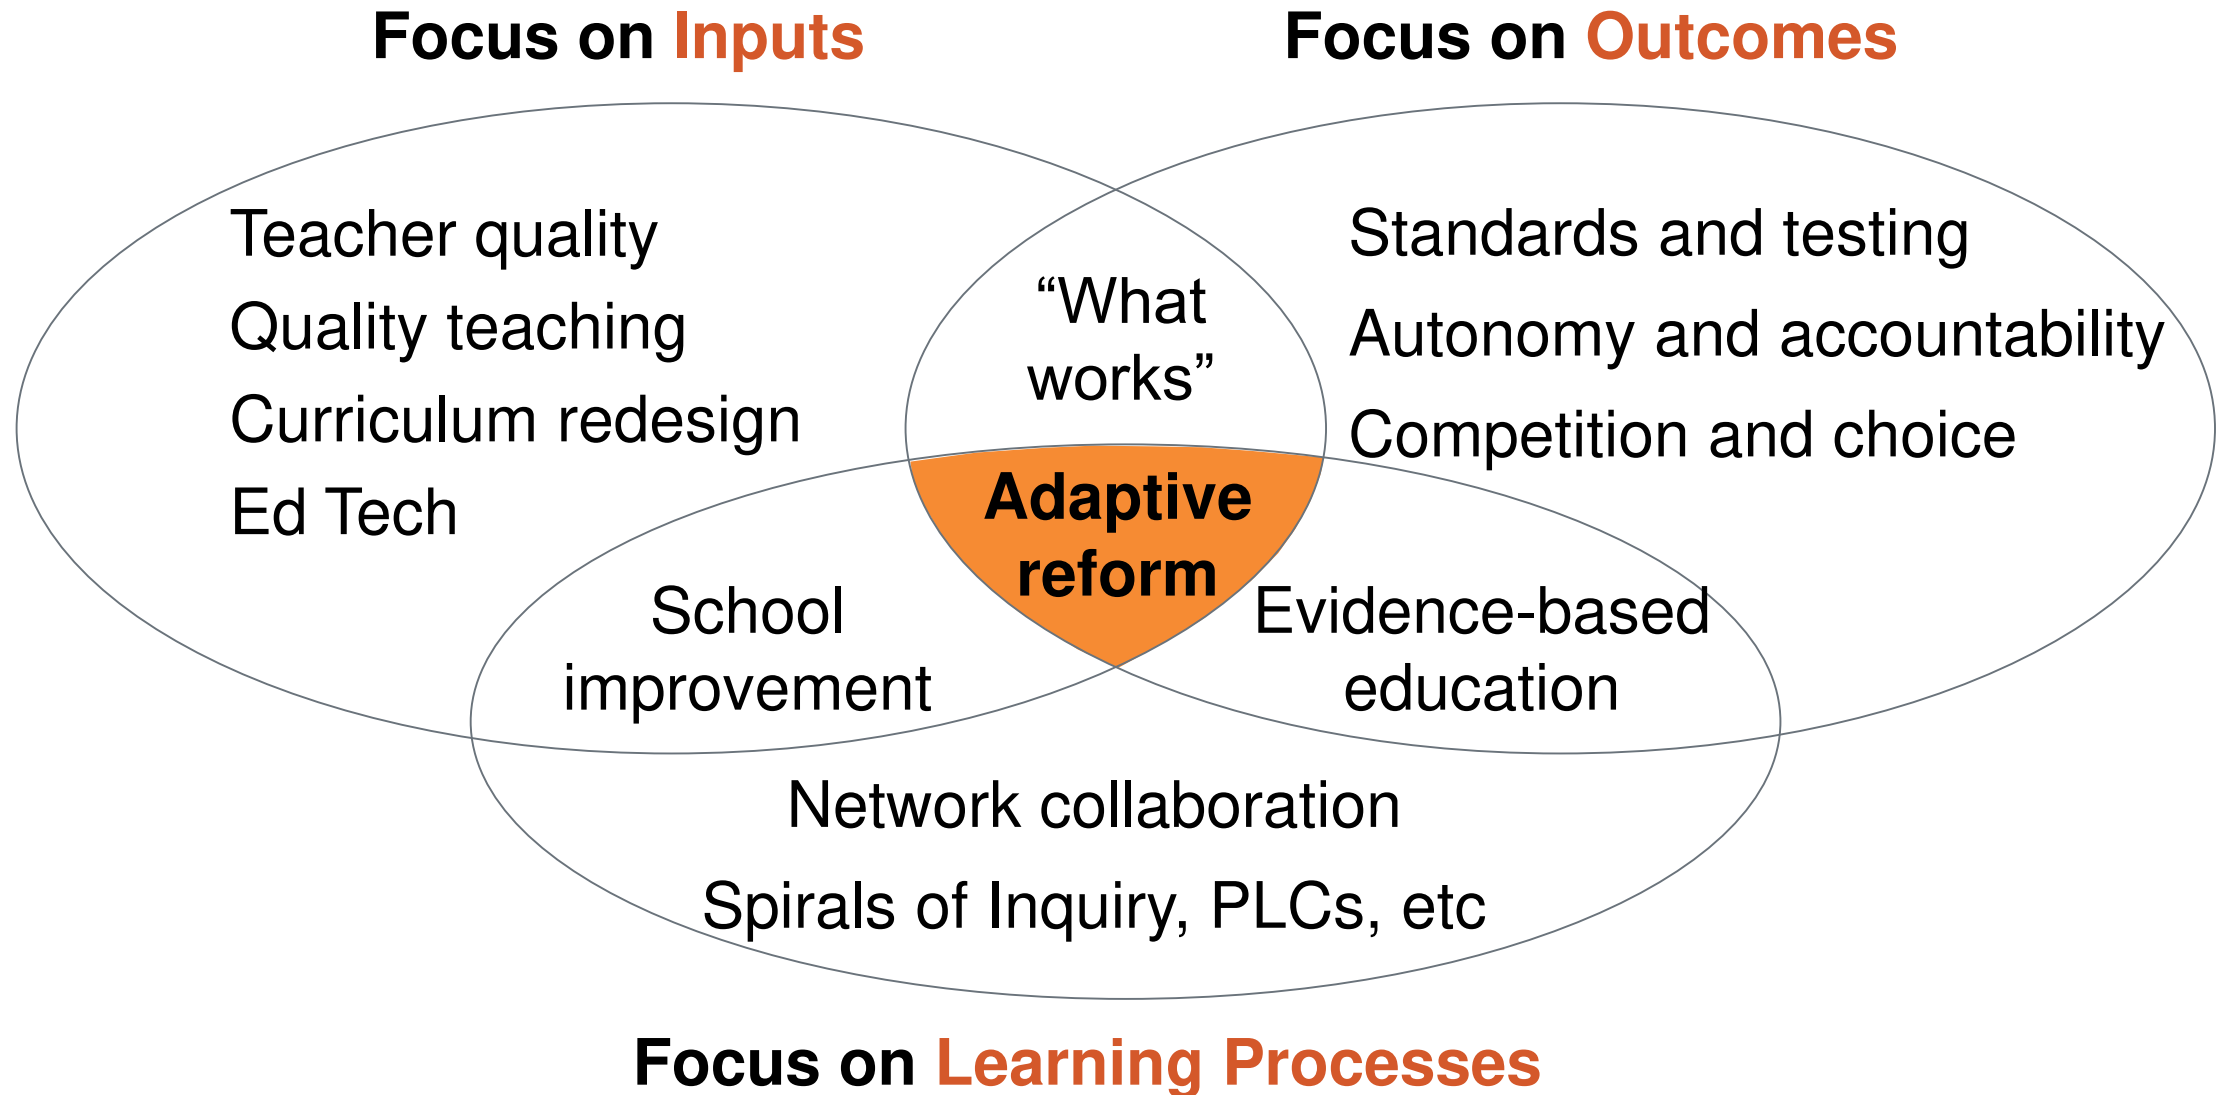 Focus on Inputs
Focus on Outcomes
Teacher quality
Quality teaching
Curriculum redesign
Ed Tech
“What
works”
Standards and testing
Autonomy and accountability
Competition and choice
Adaptive
reform
School
improvement
Evidence-based
education
Network collaboration
Spirals of Inquiry, PLCs, etc
Focus on Learning Processes